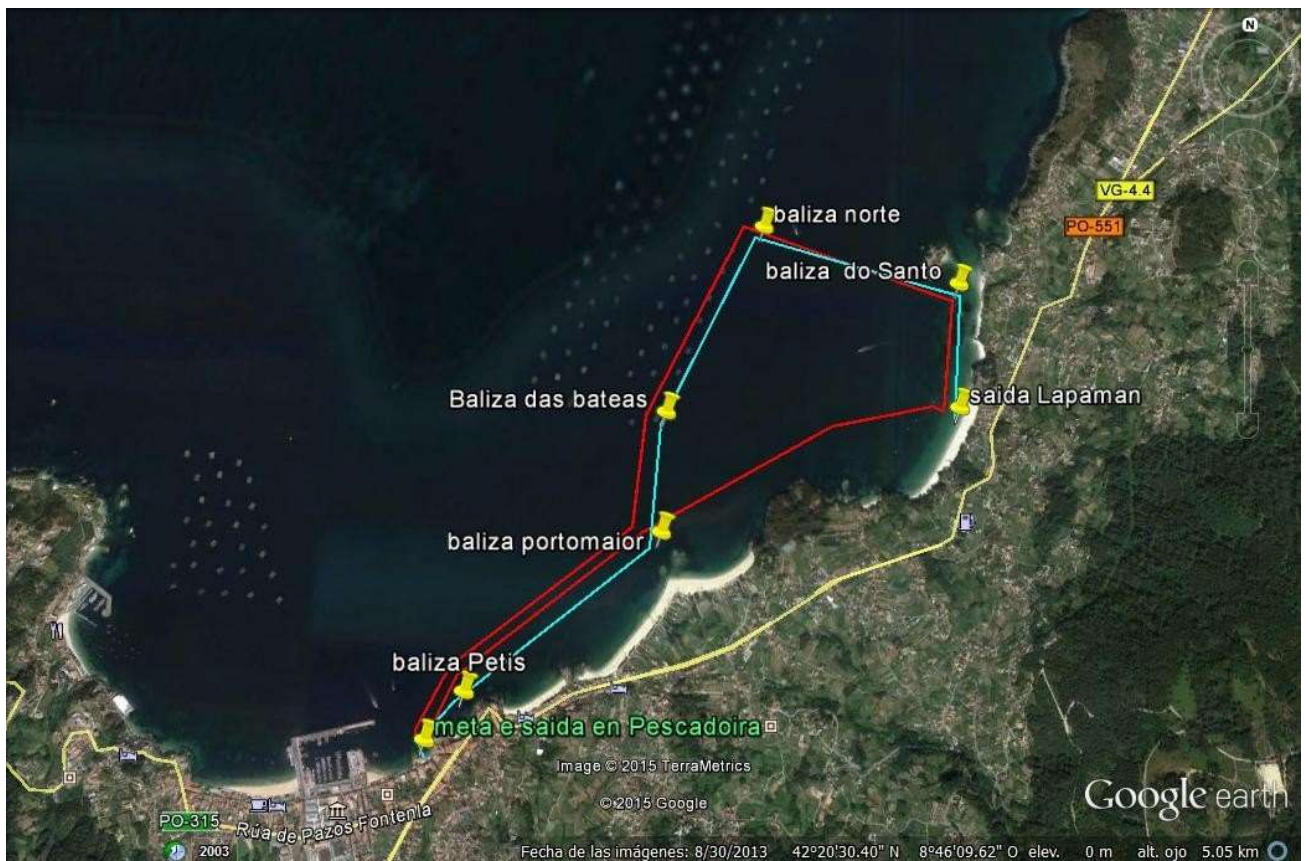 N
VG-4.4
PO-551
baliza norte
baliza do Santo
Baliza das bateas
saida Lapaman
baliza portomaior
baliza Petis
meta e saida en Pescadoira
Image © 2015 TerraMetrics
© 2015 Google
Google earth
PO-315
Rúa de Pazos Fontenla
2003
Fecha de las imágenes: 8/30/2013 42°20'30.40" N 8°46'09.62" O elev. 0 m alt. ojo 5.05 km